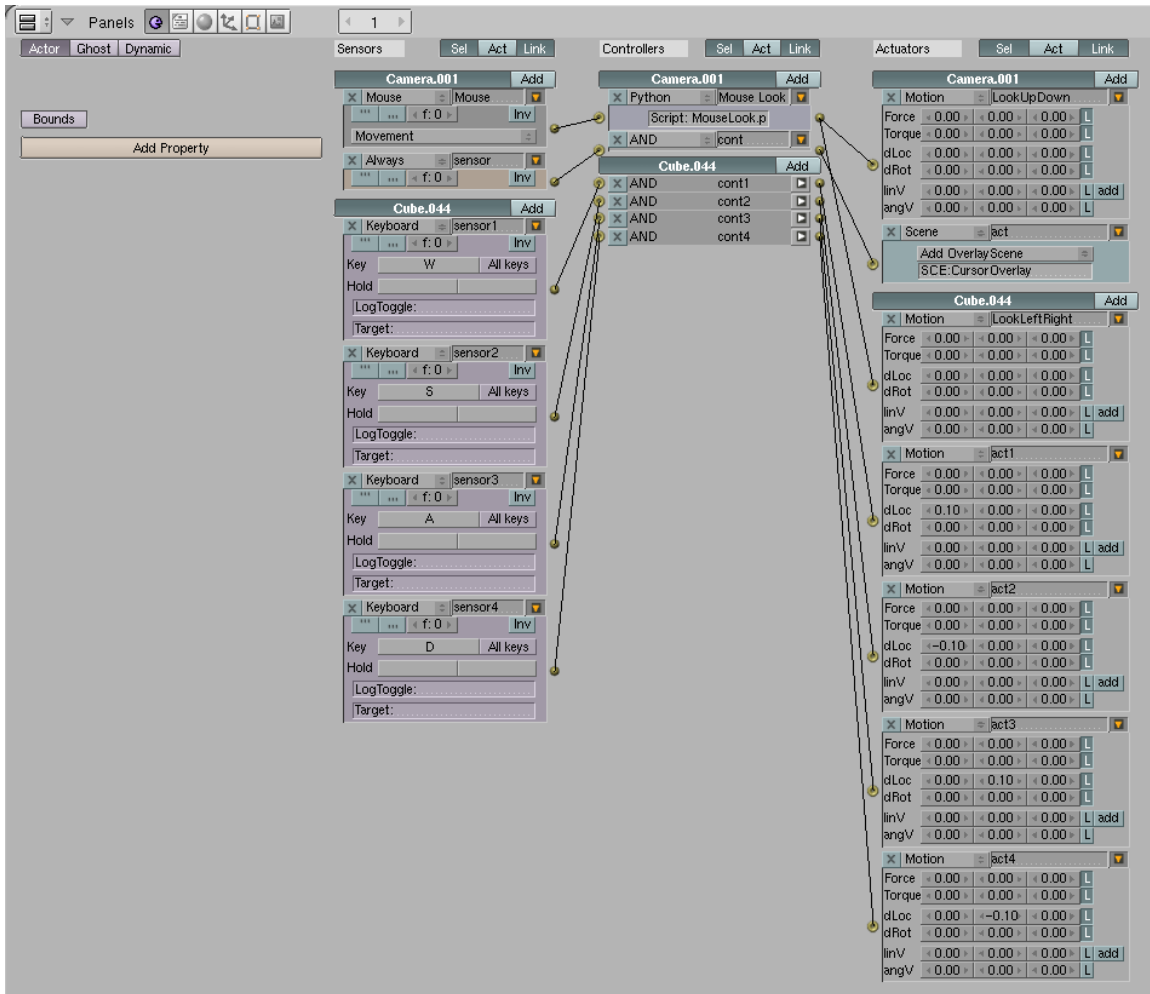 Panels
1
Actor Ghost Dynamic
Bounds
Add Property
Sensors Sel Act Link
Camera.001 Add
Mouse Mouse
f: 0 Inv
Movement
Always sensor
f: 0 Inv
Cube.044 Add
Keyboard sensor1
f: 0 Inv
Key W All keys
Hold
LogToggle:
Target:
Keyboard sensor2
f: 0 Inv
Key S All keys
Hold
LogToggle:
Target:
Keyboard sensor3
f: 0 Inv
Key A All keys
Hold
LogToggle:
Target:
Keyboard sensor4
f: 0 Inv
Key D All keys
Hold
LogToggle:
Target:
Controllers Sel Act Link
Camera.001 Add
Python Mouse Look
Script: MouseLook.p
AND cont
Cube.044 Add
AND cont1
AND cont2
AND cont3
AND cont4
Actuators Sel Act Link
Camera.001 Add
Motion LookUpDown
Force 0.00 0.00 0.00 L
Torque 0.00 0.00 0.00 L
dLoc 0.00 0.00 0.00 L
dRot 0.00 0.00 0.00 L
linV 0.00 0.00 0.00 L add
angV 0.00 0.00 0.00 L
Scene act
Add OverlayScene
SCE:CursorOverlay
Cube.044 Add
Motion LookLeftRight
Force 0.00 0.00 0.00 L
Torque 0.00 0.00 0.00 L
dLoc 0.00 0.00 0.00 L
dRot 0.00 0.00 0.00 L
linV 0.00 0.00 0.00 L add
angV 0.00 0.00 0.00 L
Motion act1
Force 0.00 0.00 0.00 L
Torque 0.00 0.00 0.00 L
dLoc 0.10 0.00 0.00 L
dRot 0.00 0.00 0.00 L
linV 0.00 0.00 0.00 L add
angV 0.00 0.00 0.00 L
Motion act2
Force 0.00 0.00 0.00 L
Torque 0.00 0.00 0.00 L
dLoc -0.10 0.00 0.00 L
dRot 0.00 0.00 0.00 L
linV 0.00 0.00 0.00 L add
angV 0.00 0.00 0.00 L
Motion act3
Force 0.00 0.00 0.00 L
Torque 0.00 0.00 0.00 L
dLoc 0.00 0.10 0.00 L
dRot 0.00 0.00 0.00 L
linV 0.00 0.00 0.00 L add
angV 0.00 0.00 0.00 L
Motion act4
Force 0.00 0.00 0.00 L
Torque 0.00 0.00 0.00 L
dLoc 0.00 -0.10 0.00 L
dRot 0.00 0.00 0.00 L
linV 0.00 0.00 0.00 L add
angV 0.00 0.00 0.00 L